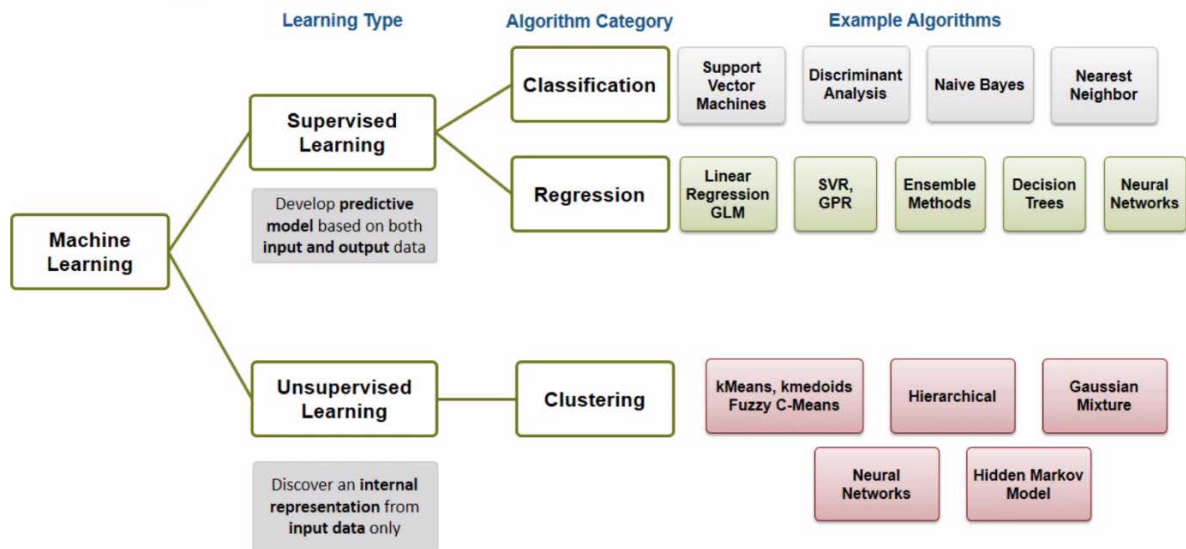 Learning Type
Algorithm Category
Example Algorithms
Machine
Learning
Supervised
Learning
Develop predictive
model based on both
input and output data
Classification
Support
Vector
Machines
Discriminant
Analysis
Naive Bayes
Nearest
Neighbor
Regression
Linear
Regression
GLM
SVR,
GPR
Ensemble
Methods
Decision
Trees
Neural
Networks
Unsupervised
Learning
Discover an internal
representation from
input data only
Clustering
kMeans, kmedoids
Fuzzy C-Means
Hierarchical
Gaussian
Mixture
Neural
Networks
Hidden Markov
Model